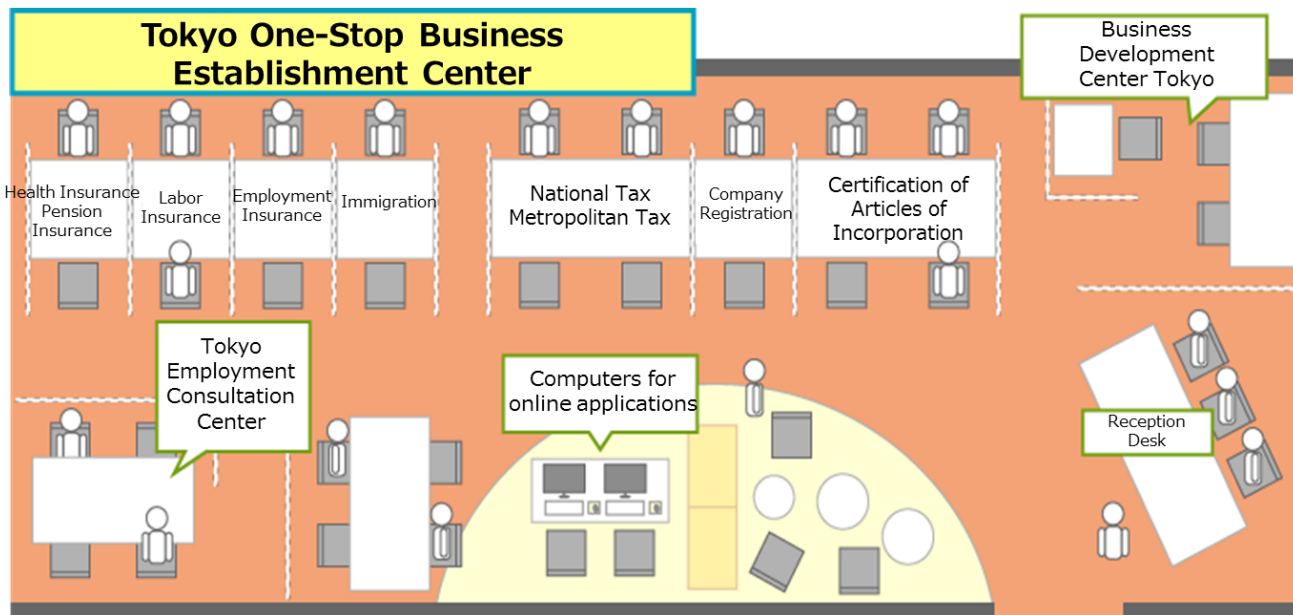 Tokyo One-Stop Business
Establishment Center
Business
Development
Center Tokyo
Health Insurance
Pension
Insurance
Labor
Insurance
Employment
Insurance
Immigration
National Tax
Metropolitan Tax
Company
Registration
Certification of
Articles of
Incorporation
Tokyo
Employment
Consultation
Center
Computers for
online applications
Reception
Desk